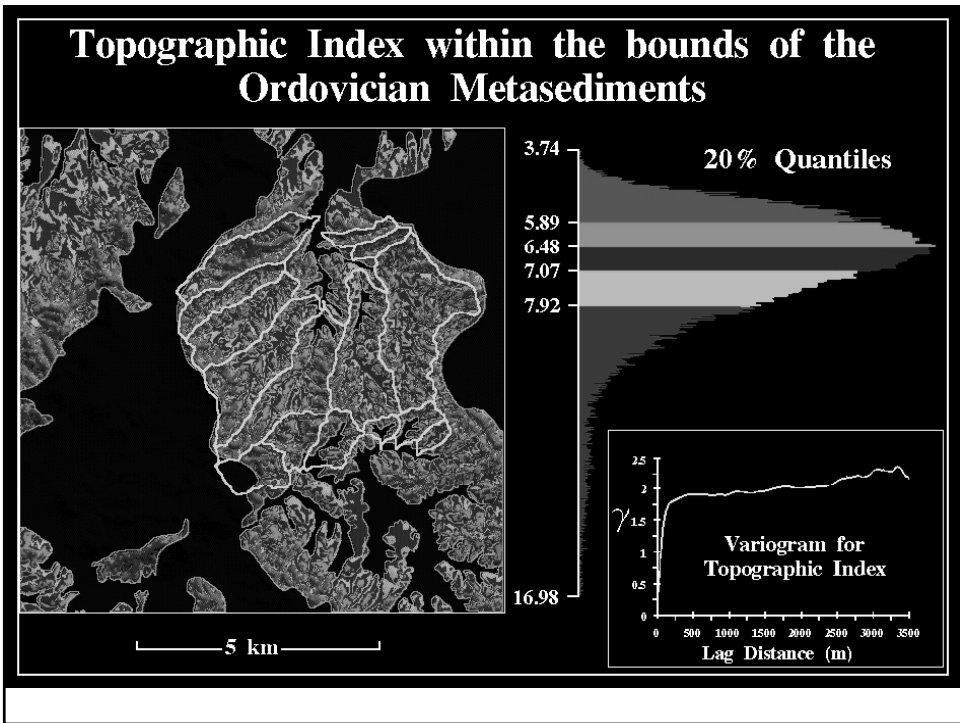 Topographic Index within the bounds of the
Ordovician Metasediments
3.74
20% Quantiles
5.89
6.48
7.07
7.92
16.98
5 km
2.5
2
1.5
1
0.5
0
γ
Variogram for
Topographic Index
0 500 1000 1500 2000 2500 3000 3500
Lag Distance (m)